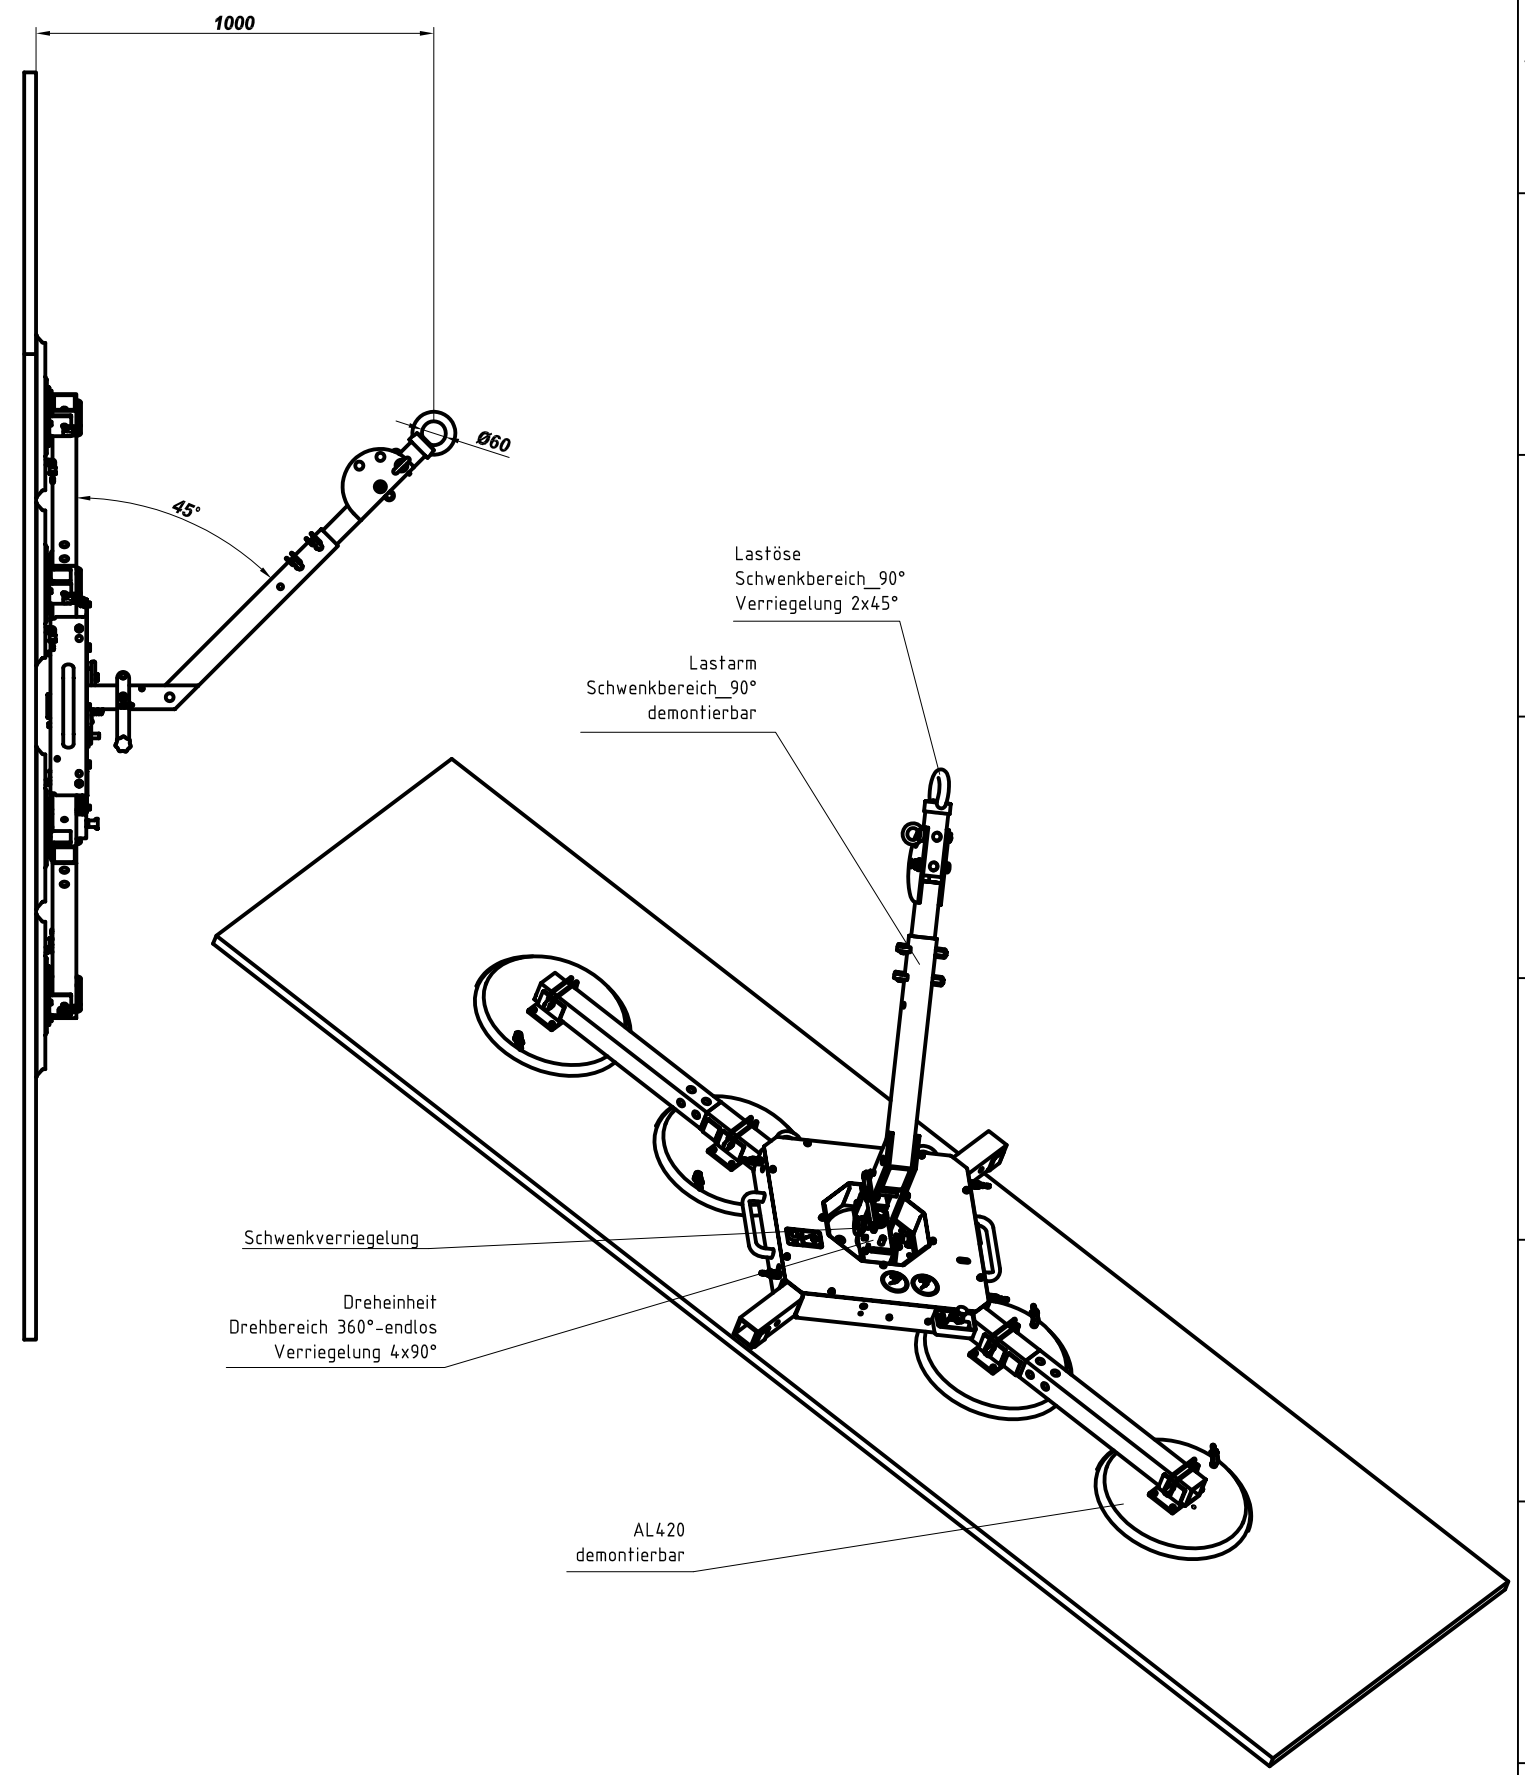 1000
Ø60
45°
Lastöse
Schwenkbereich_90°
Verriegelung 2x45°
Lastarm
Schwenkbereich_90°
demontierbar
Schwenkverriegelung
Dreheinheit
Drehbereich 360°-endlos
Verriegelung 4x90°
AL420
demontierbar